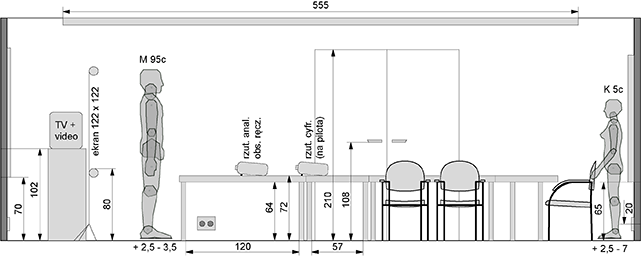 555
M 95c
K 5c
TV +
video
ekran 122 x 122
rzut. anal.
obs. ręcz.
rzut. cyfr.
(na pilota)
102
70
80
64
72
210
108
65
20
+ 2,5 - 3,5
120
57
+ 2,5 - 7